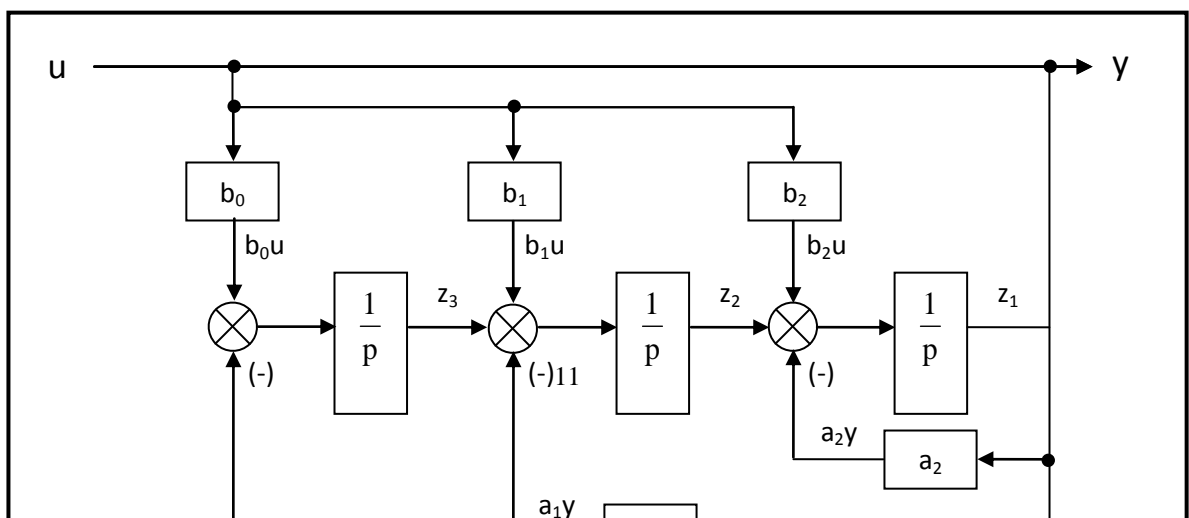 u y
b₀ b₁ b₂
b₀u b₁u b₂u
1 z₃ 1 z₂ 1 z₁
p p p
(-) (-)11 (-)
a₂y a₂
a₁y